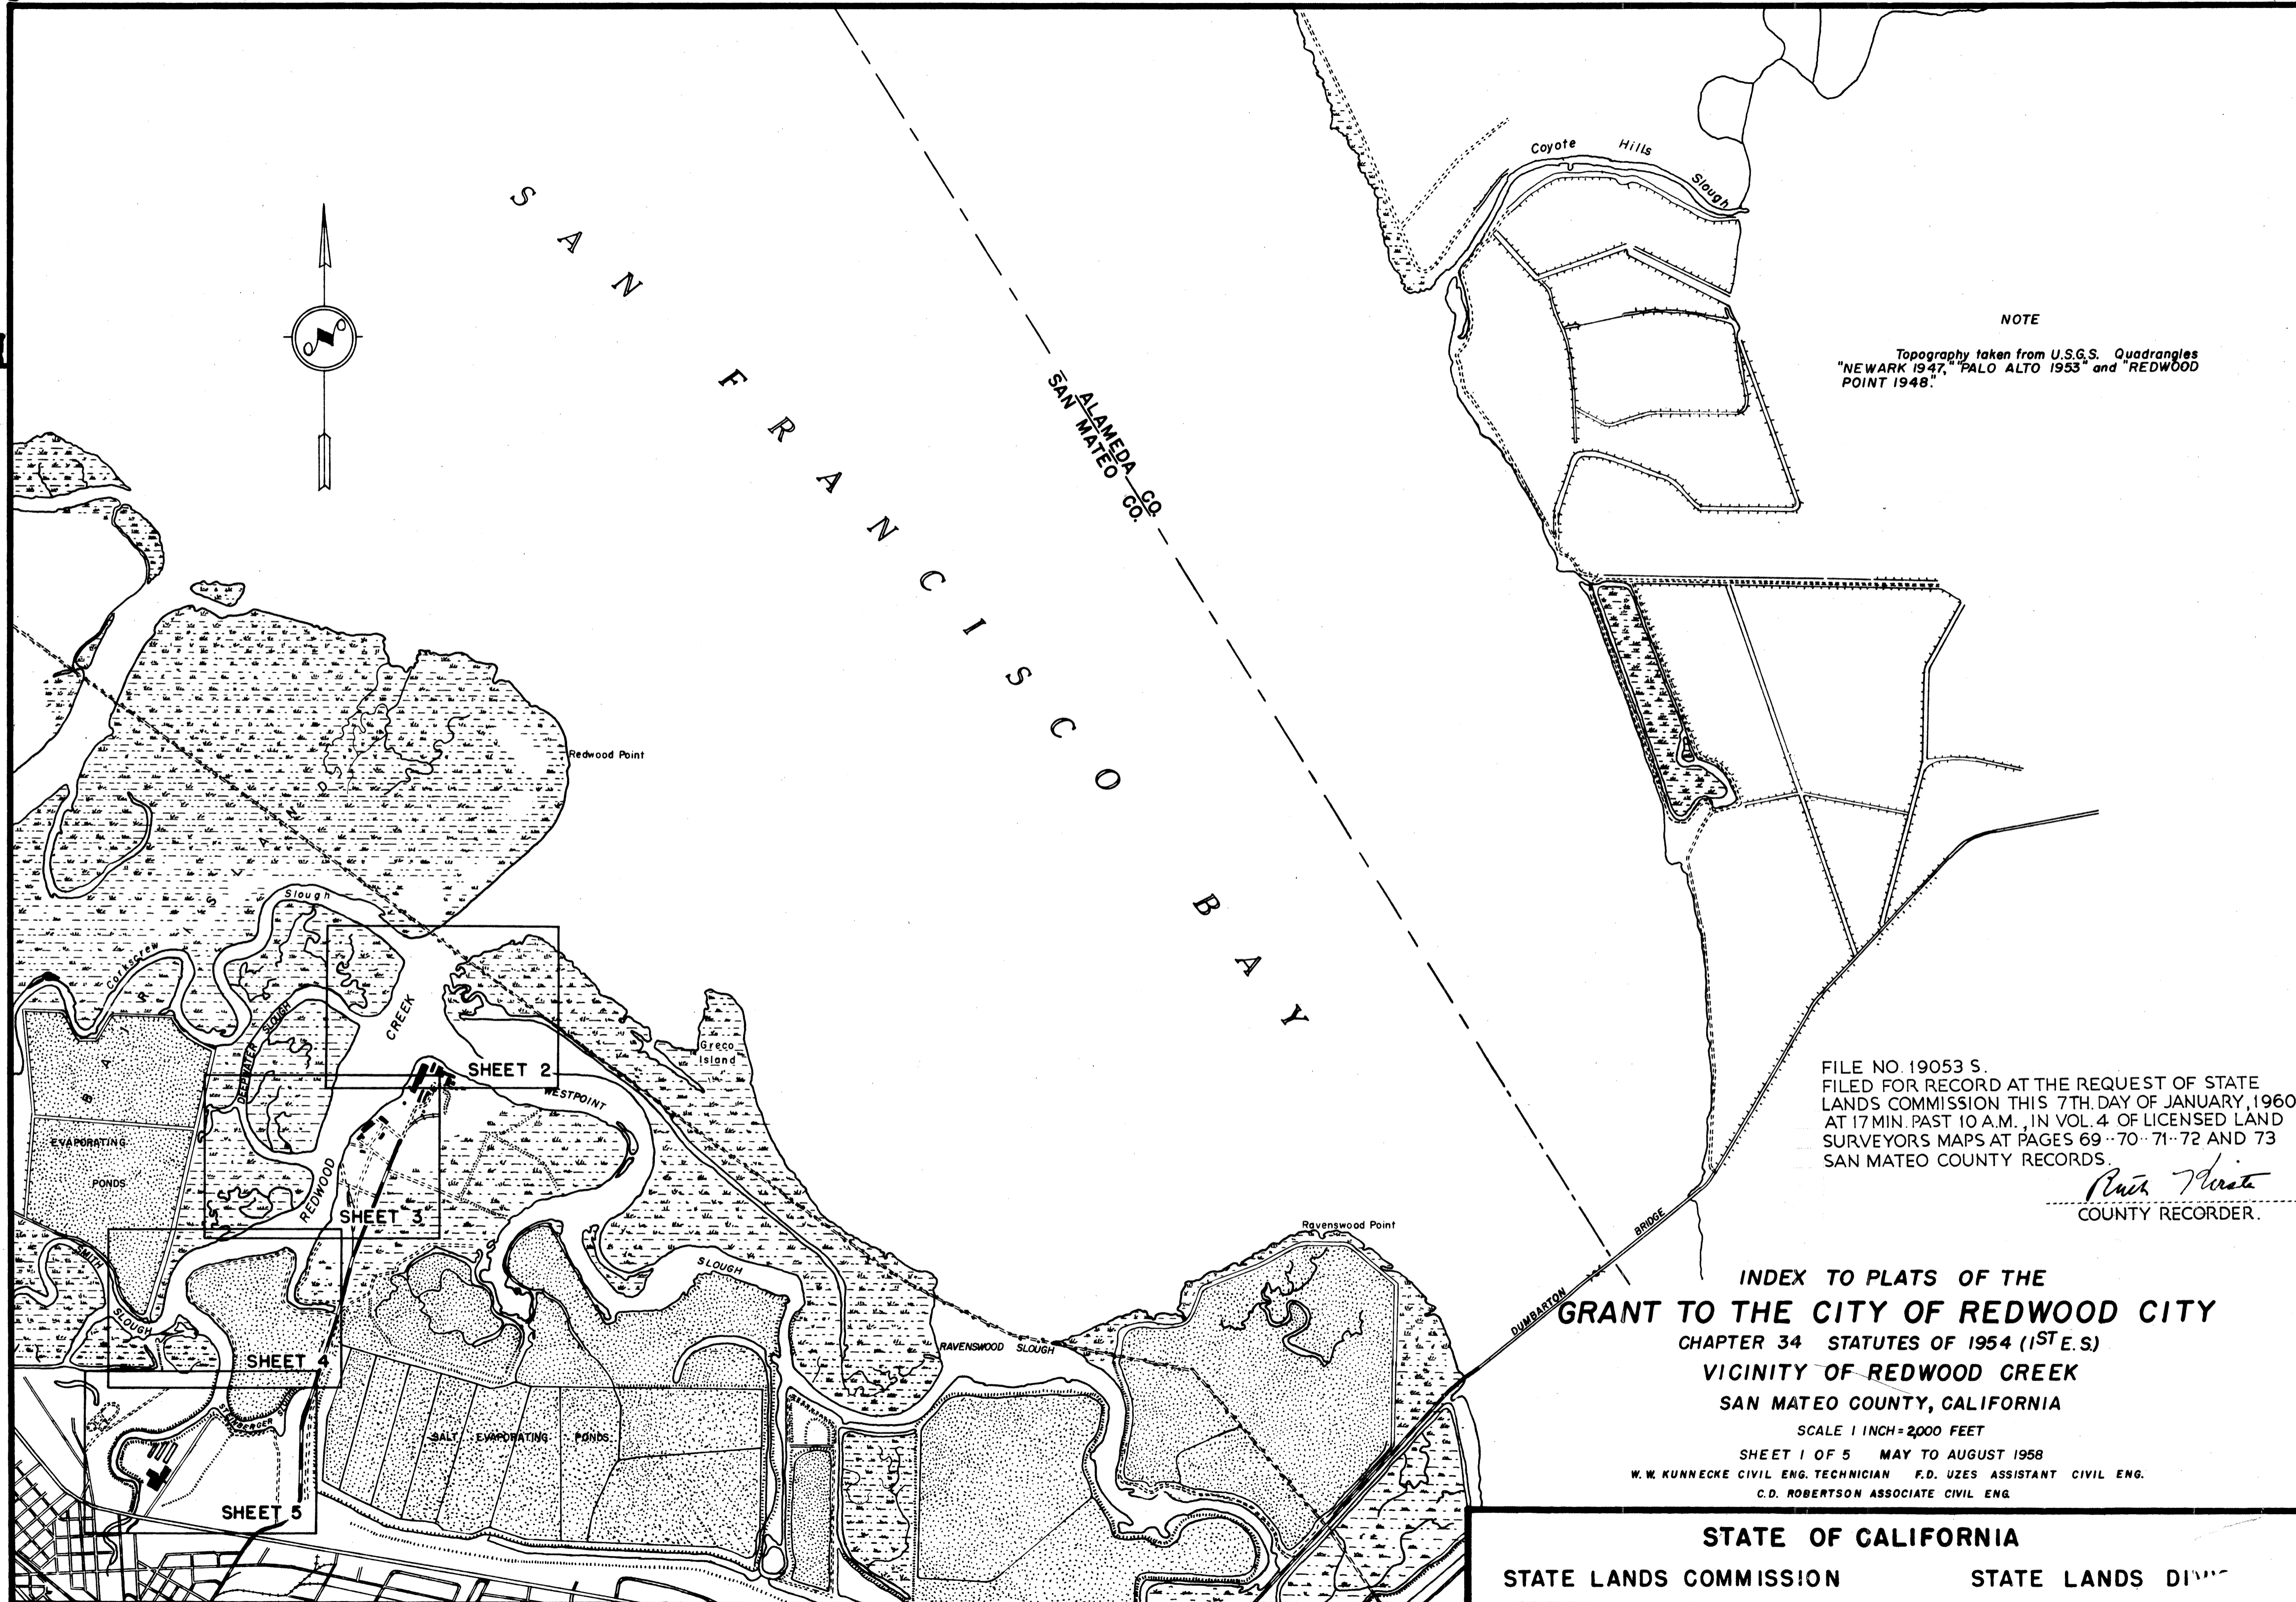 SAN FRANCISCO BAY
ALAMEDA CO.
SAN MATEO CO.
Coyote Hills Slough
NOTE
Topography taken from U.S.G.S. Quadrangles
"NEWARK 1947," "PALO ALTO 1953" and "REDWOOD
POINT 1948".
Redwood Point
BAIR ISLAND
Corkscrew Slough
DEEPWATER SLOUGH
REDWOOD CREEK
SHEET 2
Greco
Island
WESTPOINT SLOUGH
EVAPORATING
PONDS
SHEET 3
SMITH SLOUGH
SHEET 4
STEINBERGER
SHEET 5
SALT EVAPORATING PONDS
RAVENSWOOD SLOUGH
Ravenswood Point
DUMBARTON BRIDGE
FILE NO. 19053 S.
FILED FOR RECORD AT THE REQUEST OF STATE
LANDS COMMISSION THIS 7TH. DAY OF JANUARY, 1960
AT 17 MIN. PAST 10 A.M., IN VOL. 4 OF LICENSED LAND
SURVEYORS MAPS AT PAGES 69--70--71--72 AND 73
SAN MATEO COUNTY RECORDS.
COUNTY RECORDER.
INDEX TO PLATS OF THE
GRANT TO THE CITY OF REDWOOD CITY
CHAPTER 34 STATUTES OF 1954 (1ST E.S.)
VICINITY OF REDWOOD CREEK
SAN MATEO COUNTY, CALIFORNIA
SCALE 1 INCH = 2,000 FEET
SHEET 1 OF 5 MAY TO AUGUST 1958
W. W. KUNNECKE CIVIL ENG. TECHNICIAN F.D. UZES ASSISTANT CIVIL ENG.
C.D. ROBERTSON ASSOCIATE CIVIL ENG.
STATE OF CALIFORNIA
STATE LANDS COMMISSION STATE LANDS